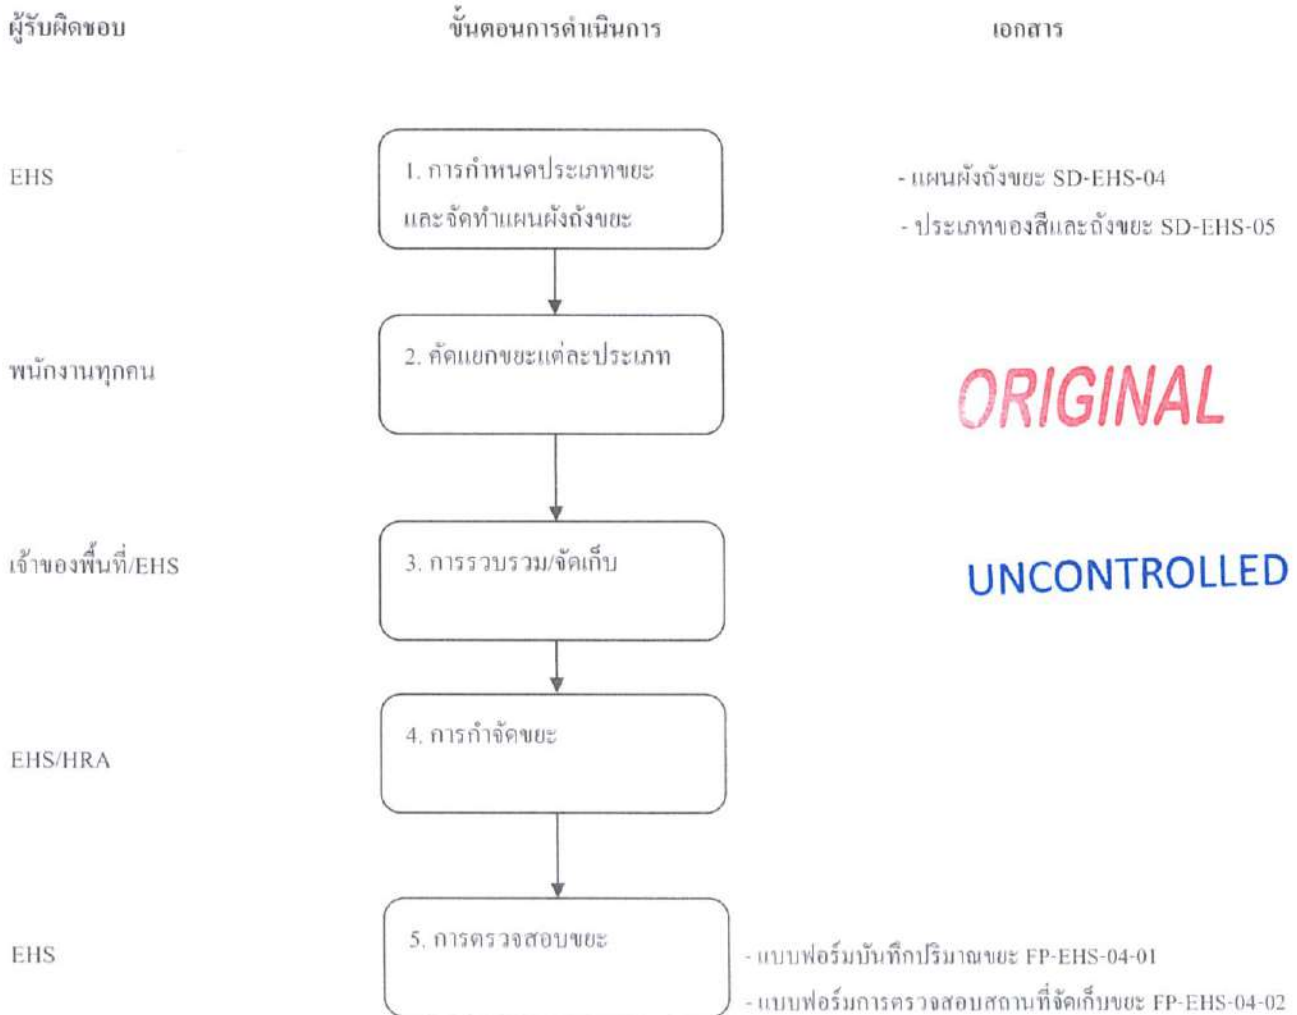 ผู้รับผิดชอบ ขั้นตอนการดำเนินการ เอกสาร
EHS
1. การกำหนดประเภทขยะ
และจัดทำแผนผังถังขยะ
- แผนผังถังขยะ SD-EHS-04
- ประเภทของสีและถังขยะ SD-EHS-05
พนักงานทุกคน
2. คัดแยกขยะแต่ละประเภท
ORIGINAL
เจ้าของพื้นที่/EHS
3. การรวบรวม/จัดเก็บ
UNCONTROLLED
EHS/HRA
4. การกำจัดขยะ
EHS
5. การตรวจสอบขยะ
- แบบฟอร์มบันทึกปริมาณขยะ FP-EHS-04-01
- แบบฟอร์มการตรวจสอบสถานที่จัดเก็บขยะ FP-EHS-04-02